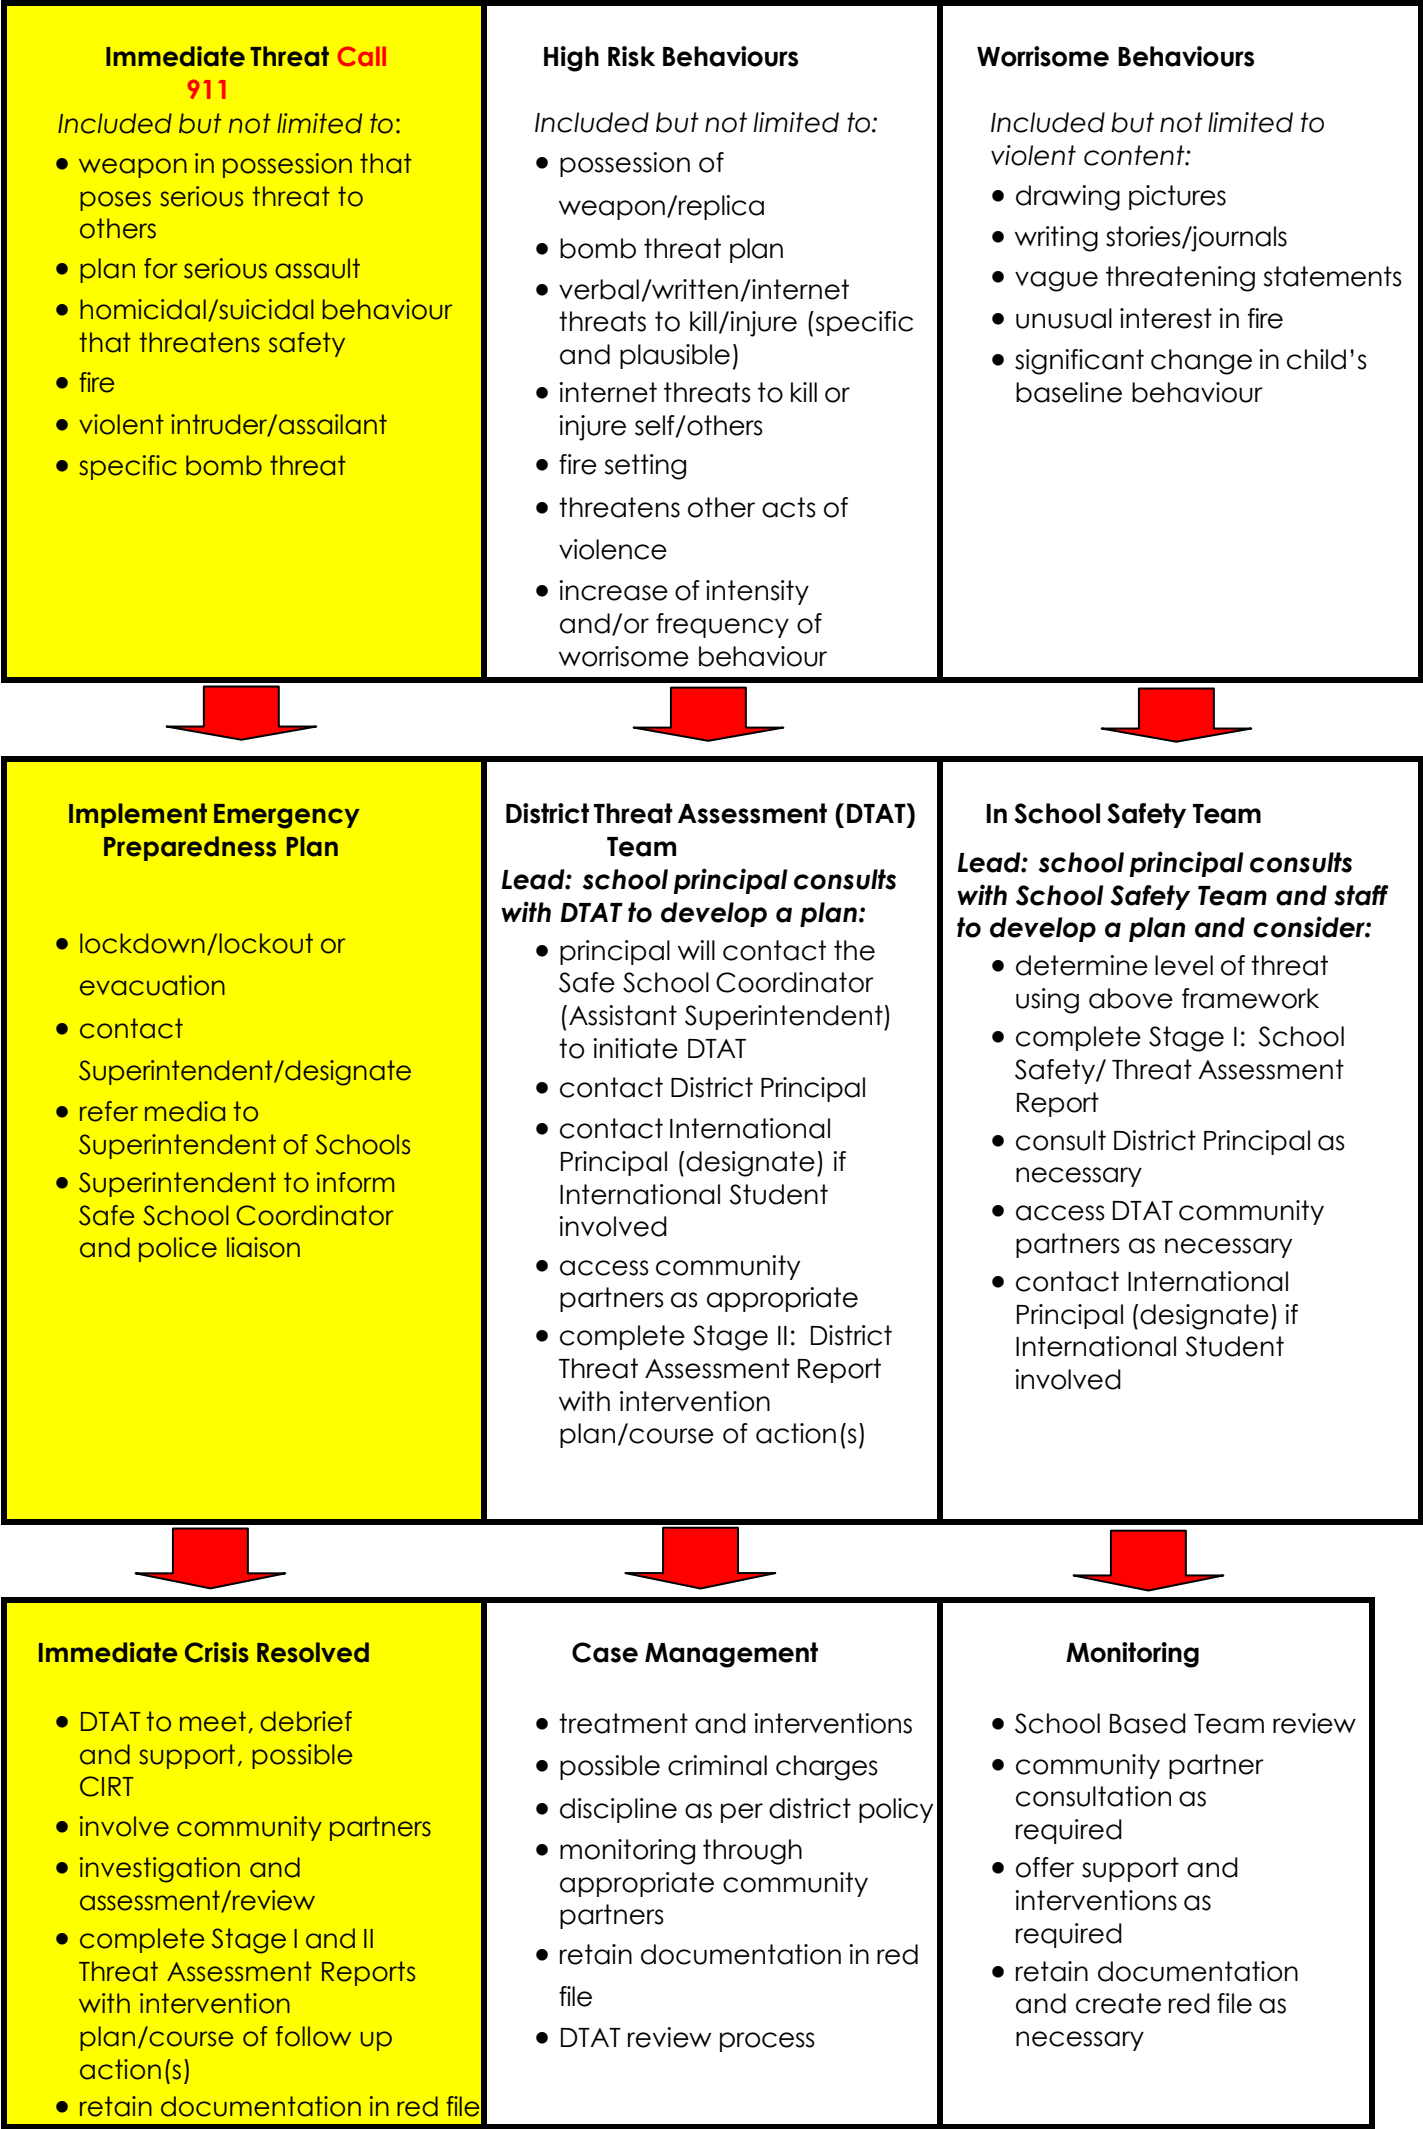 Immediate Threat Call
911
Included but not limited to:
• weapon in possession that
poses serious threat to
others
• plan for serious assault
• homicidal/suicidal behaviour
that threatens safety
• fire
• violent intruder/assailant
• specific bomb threat
High Risk Behaviours
Included but not limited to:
• possession of
weapon/replica
• bomb threat plan
• verbal/written/internet
threats to kill/injure (specific
and plausible)
• internet threats to kill or
injure self/others
• fire setting
• threatens other acts of
violence
• increase of intensity
and/or frequency of
worrisome behaviour
Worrisome Behaviours
Included but not limited to
violent content:
• drawing pictures
• writing stories/journals
• vague threatening statements
• unusual interest in fire
• significant change in child's
baseline behaviour
Implement Emergency
Preparedness Plan
• lockdown/lockout or
evacuation
• contact
Superintendent/designate
• refer media to
Superintendent of Schools
• Superintendent to inform
Safe School Coordinator
and police liaison
District Threat Assessment (DTAT)
Team
Lead: school principal consults
with DTAT to develop a plan:
• principal will contact the
Safe School Coordinator
(Assistant Superintendent)
to initiate DTAT
• contact District Principal
• contact International
Principal (designate) if
International Student
involved
• access community
partners as appropriate
• complete Stage II: District
Threat Assessment Report
with intervention
plan/course of action(s)
In School Safety Team
Lead: school principal consults
with School Safety Team and staff
to develop a plan and consider:
• determine level of threat
using above framework
• complete Stage I: School
Safety/ Threat Assessment
Report
• consult District Principal as
necessary
• access DTAT community
partners as necessary
• contact International
Principal (designate) if
International Student
involved
Immediate Crisis Resolved
• DTAT to meet, debrief
and support, possible
CIRT
• involve community partners
• investigation and
assessment/review
• complete Stage I and II
Threat Assessment Reports
with intervention
plan/course of follow up
action(s)
• retain documentation in red file
Case Management
• treatment and interventions
• possible criminal charges
• discipline as per district policy
• monitoring through
appropriate community
partners
• retain documentation in red
file
• DTAT review process
Monitoring
• School Based Team review
• community partner
consultation as
required
• offer support and
interventions as
required
• retain documentation
and create red file as
necessary